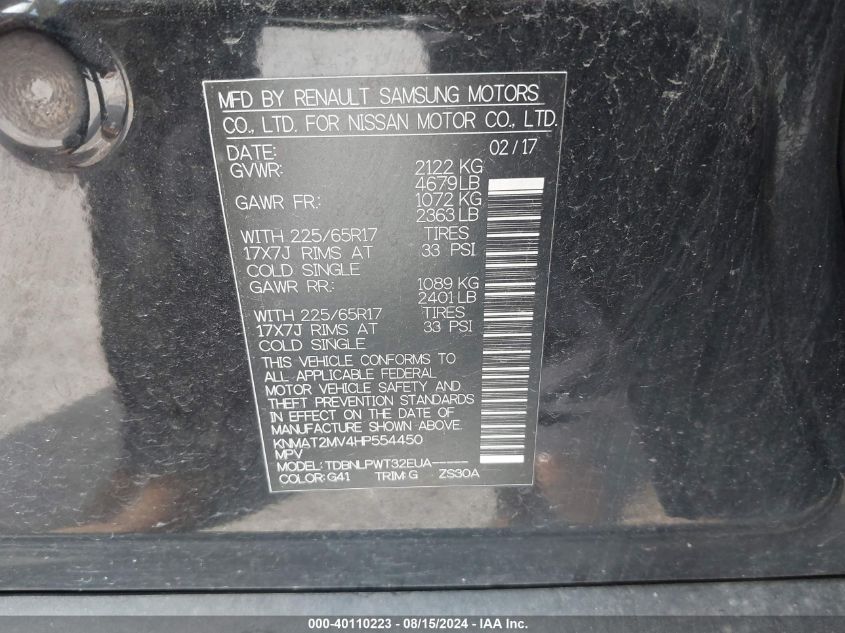 MFD BY RENAULT SAMSUNG MOTORS
CO., LTD. FOR NISSAN MOTOR CO., LTD.
DATE: 02/17
GVWR: 2122 KG
4679LB
GAWR FR.: 1072 KG
2363 LB
WITH 225/65R17 TIRES
17X7J RIMS AT 33 PSI
COLD SINGLE
GAWR RR.: 1089 KG
2401LB
WITH 225/65R17 TIRES
17X7J RIMS AT 33 PSI
COLD SINGLE
THIS VEHICLE CONFORMS TO
ALL APPLICABLE FEDERAL
MOTOR VEHICLE SAFETY AND
THEFT PREVENTION STANDARDS
IN EFFECT ON THE DATE OF
MANUFACTURE SHOWN ABOVE.
KNMAT2MV4HP554450
MPV
MODEL: TDBNLPWT32EUA-----
COLOR: G41 TRIM: G ZS30A
000-40110223 - 08/15/2024 - IAA Inc.